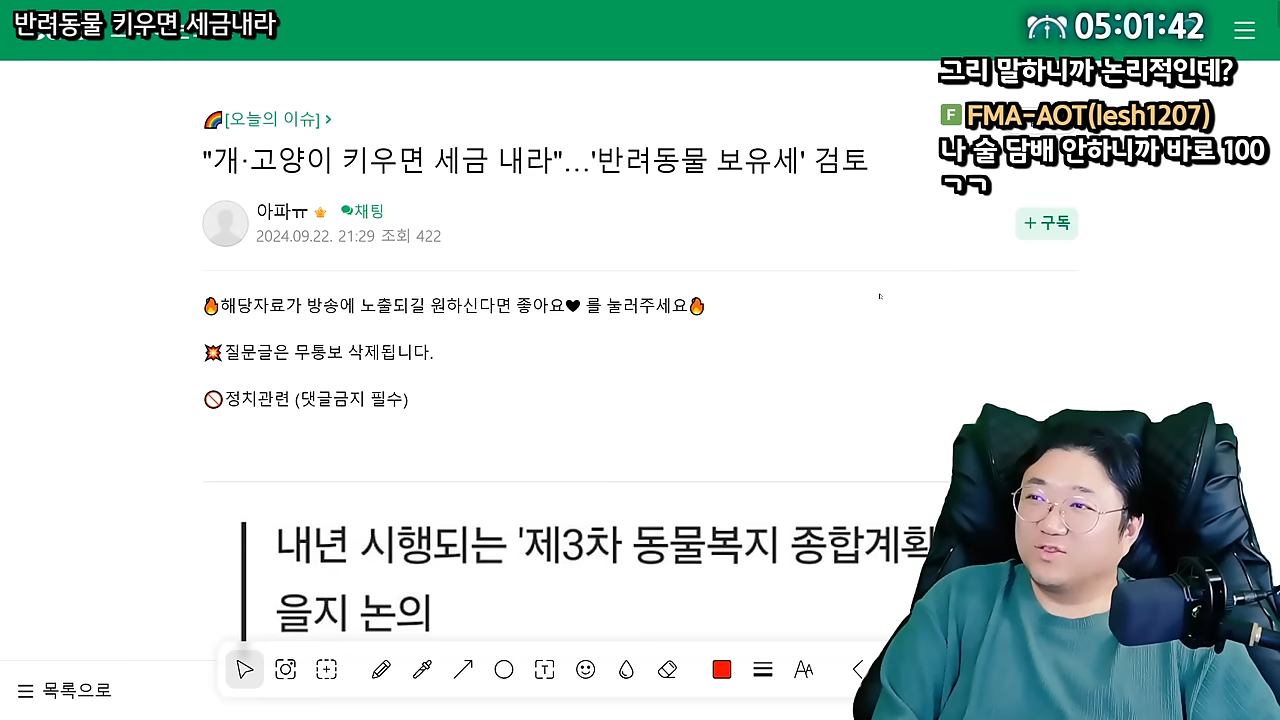 반려동물 키우면 세금내라
05:01:42
그리 말하니까 논리적인데?
F FMA-AOT(lesh1207)
나 술 담배 안하니까 바로 100
ㄱㄱ
[오늘의 이슈] >
"개·고양이 키우면 세금 내라"…'반려동물 보유세' 검토
아파ㅠ 채팅
2024.09.22. 21:29 조회 422
+ 구독
🔥해당자료가 방송에 노출되길 원하신다면 좋아요🖤 를 눌러주세요🔥
💥질문글은 무통보 삭제됩니다.
🚫정치관련 (댓글금지 필수)
내년 시행되는 '제3차 동물복지 종합계획
을지 논의
목록으로